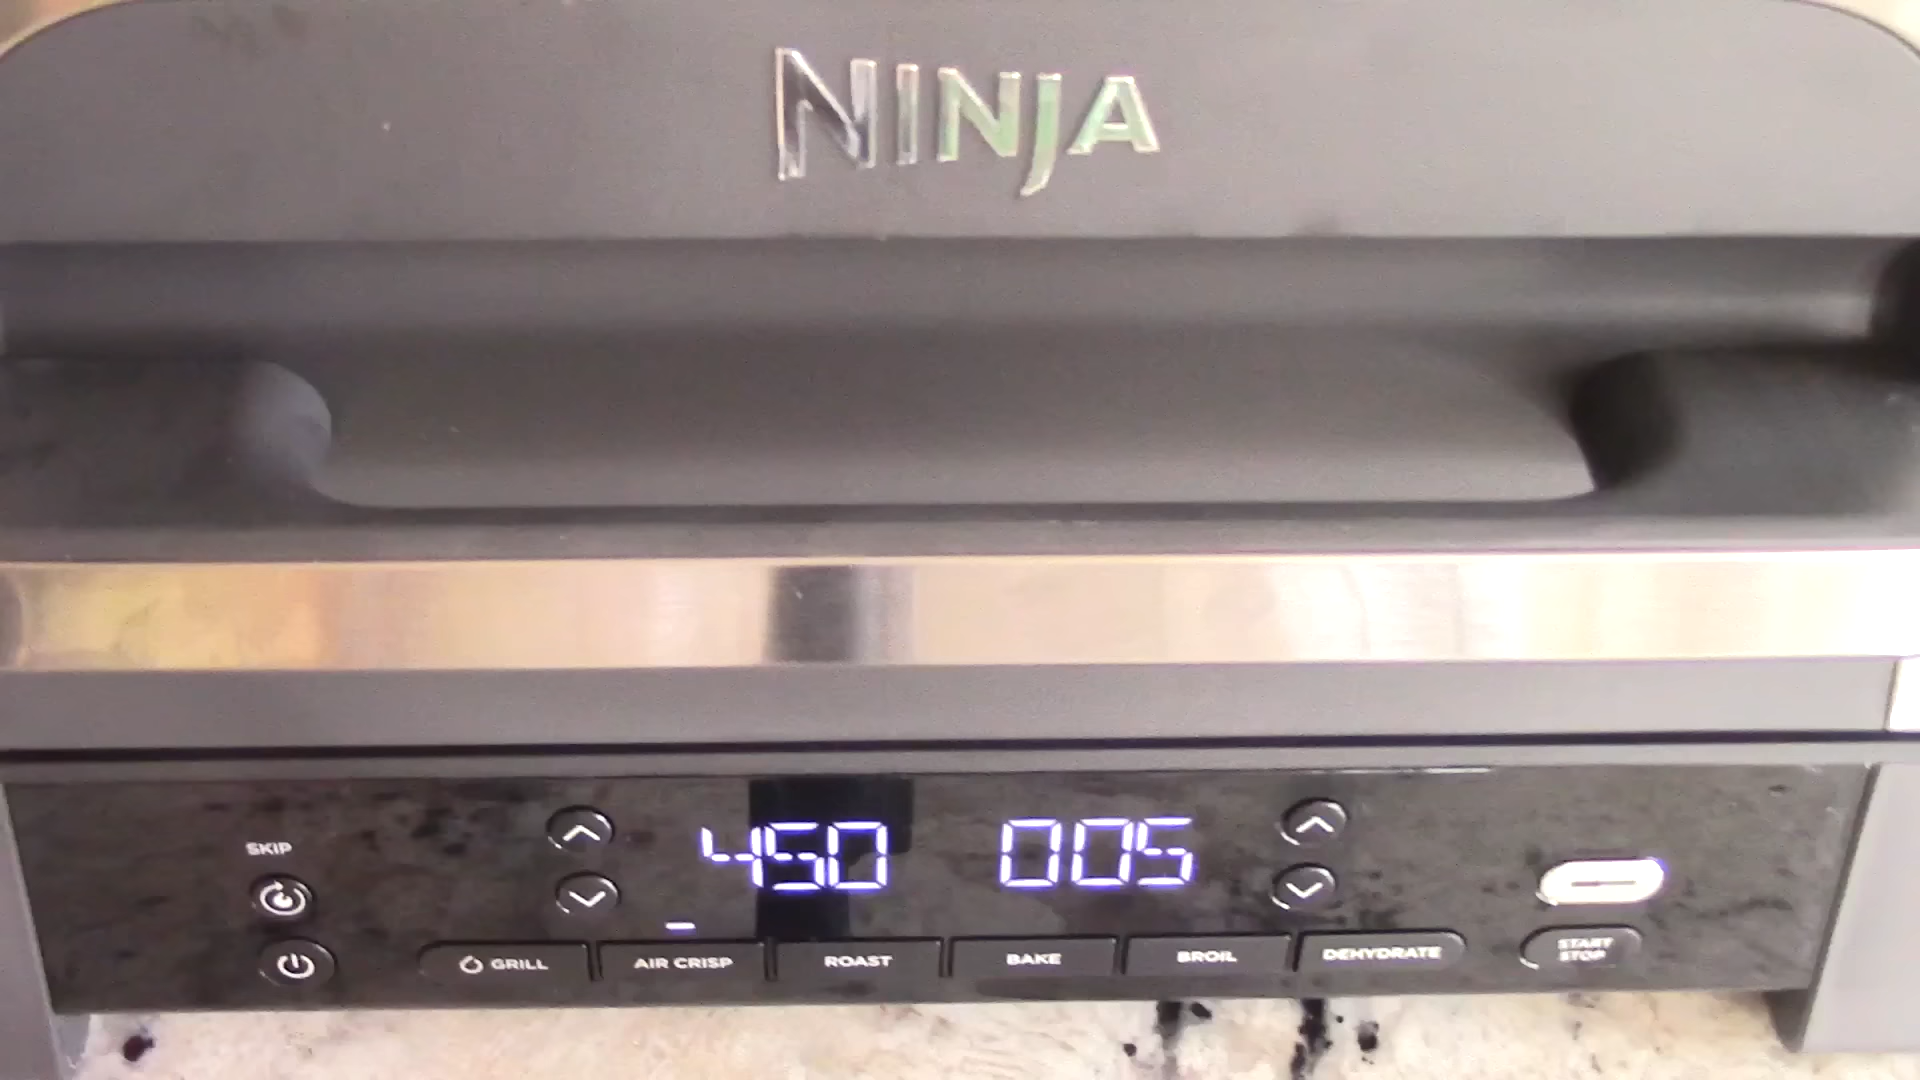 NINJA
SKIP
450 005
GRILL AIR CRISP ROAST BAKE BROIL DEHYDRATE
START
STOP